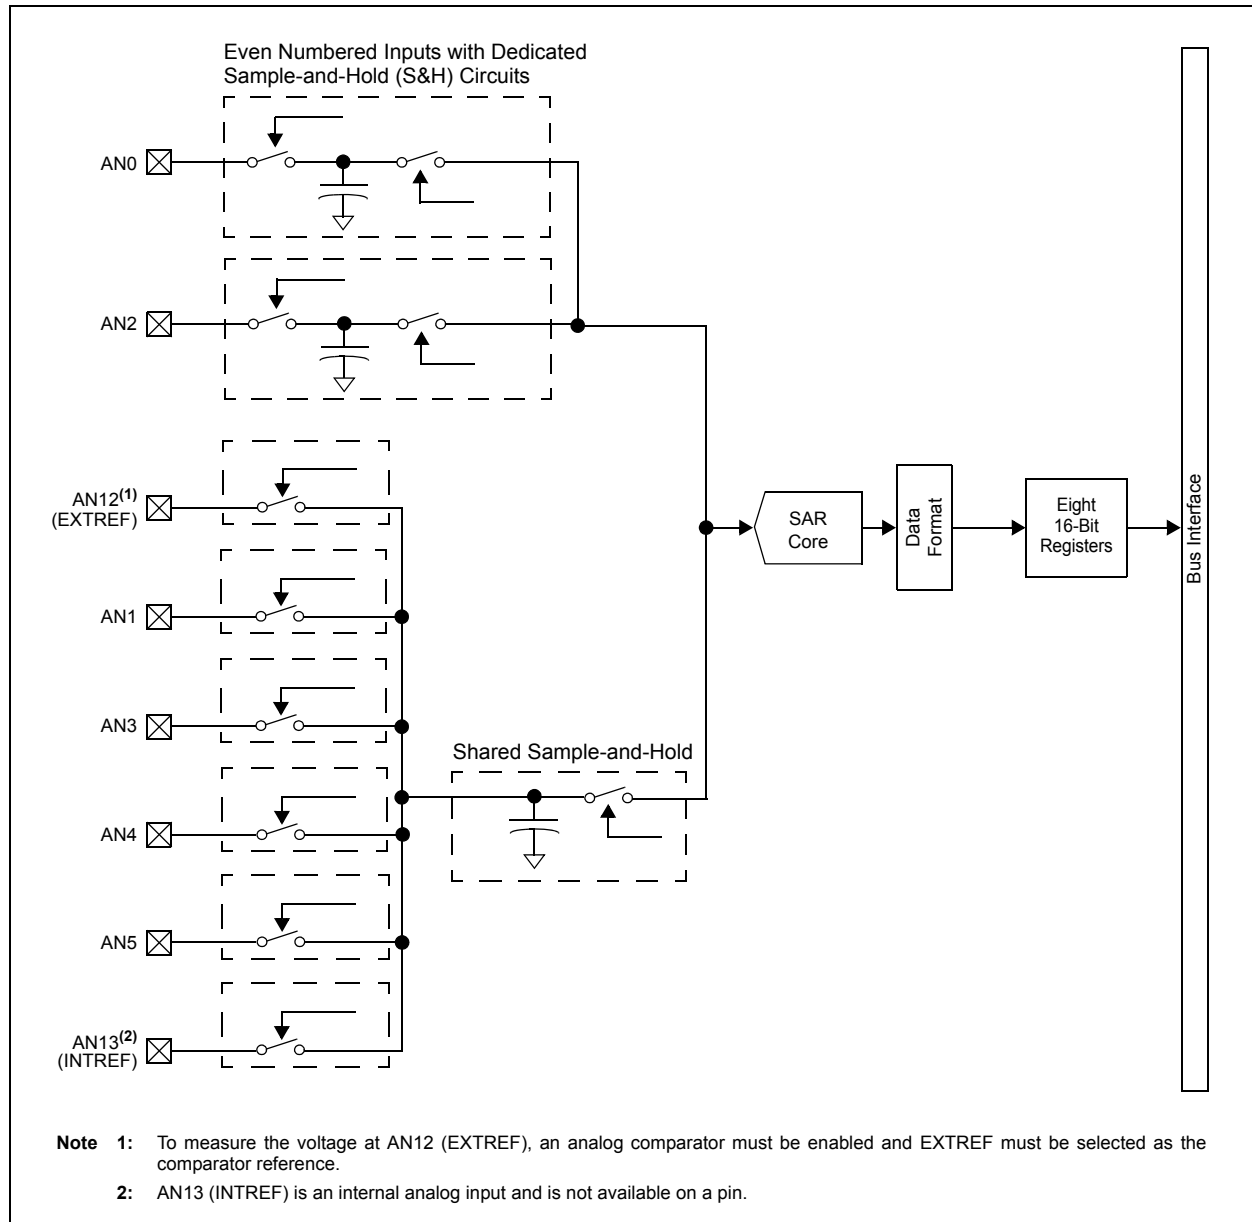 Even Numbered Inputs with Dedicated
Sample-and-Hold (S&H) Circuits
AN0
AN2
AN12(1)
(EXTREF)
AN1
AN3
AN4
AN5
AN13(2)
(INTREF)
Shared Sample-and-Hold
SAR
Core
Data
Format
Eight
16-Bit
Registers
Bus Interface
Note 1: To measure the voltage at AN12 (EXTREF), an analog comparator must be enabled and EXTREF must be selected as the
comparator reference.
2: AN13 (INTREF) is an internal analog input and is not available on a pin.